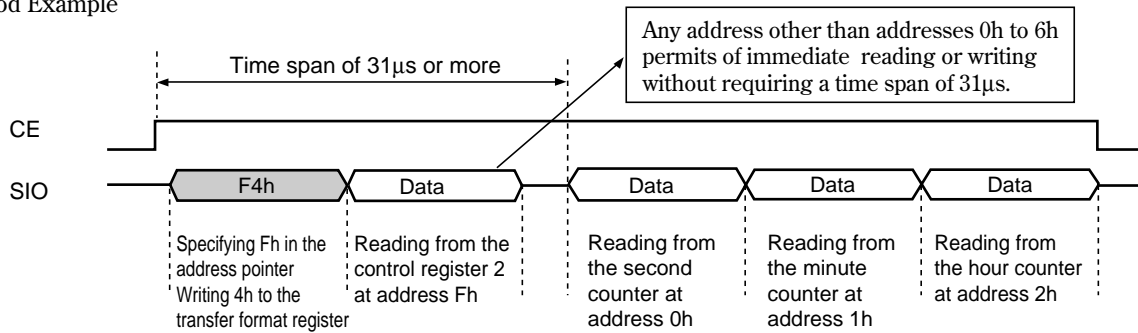 od Example
Any address other than addresses 0h to 6h
permits of immediate reading or writing
without requiring a time span of 31μs.
Time span of 31μs or more
CE
SIO
F4h
Data
Data
Data
Data
Specifying Fh in the
address pointer
Writing 4h to the
transfer format register
Reading from the
control register 2
at address Fh
Reading from
the second
counter at
address 0h
Reading from
the minute
counter at
address 1h
Reading from
the hour counter
at address 2h